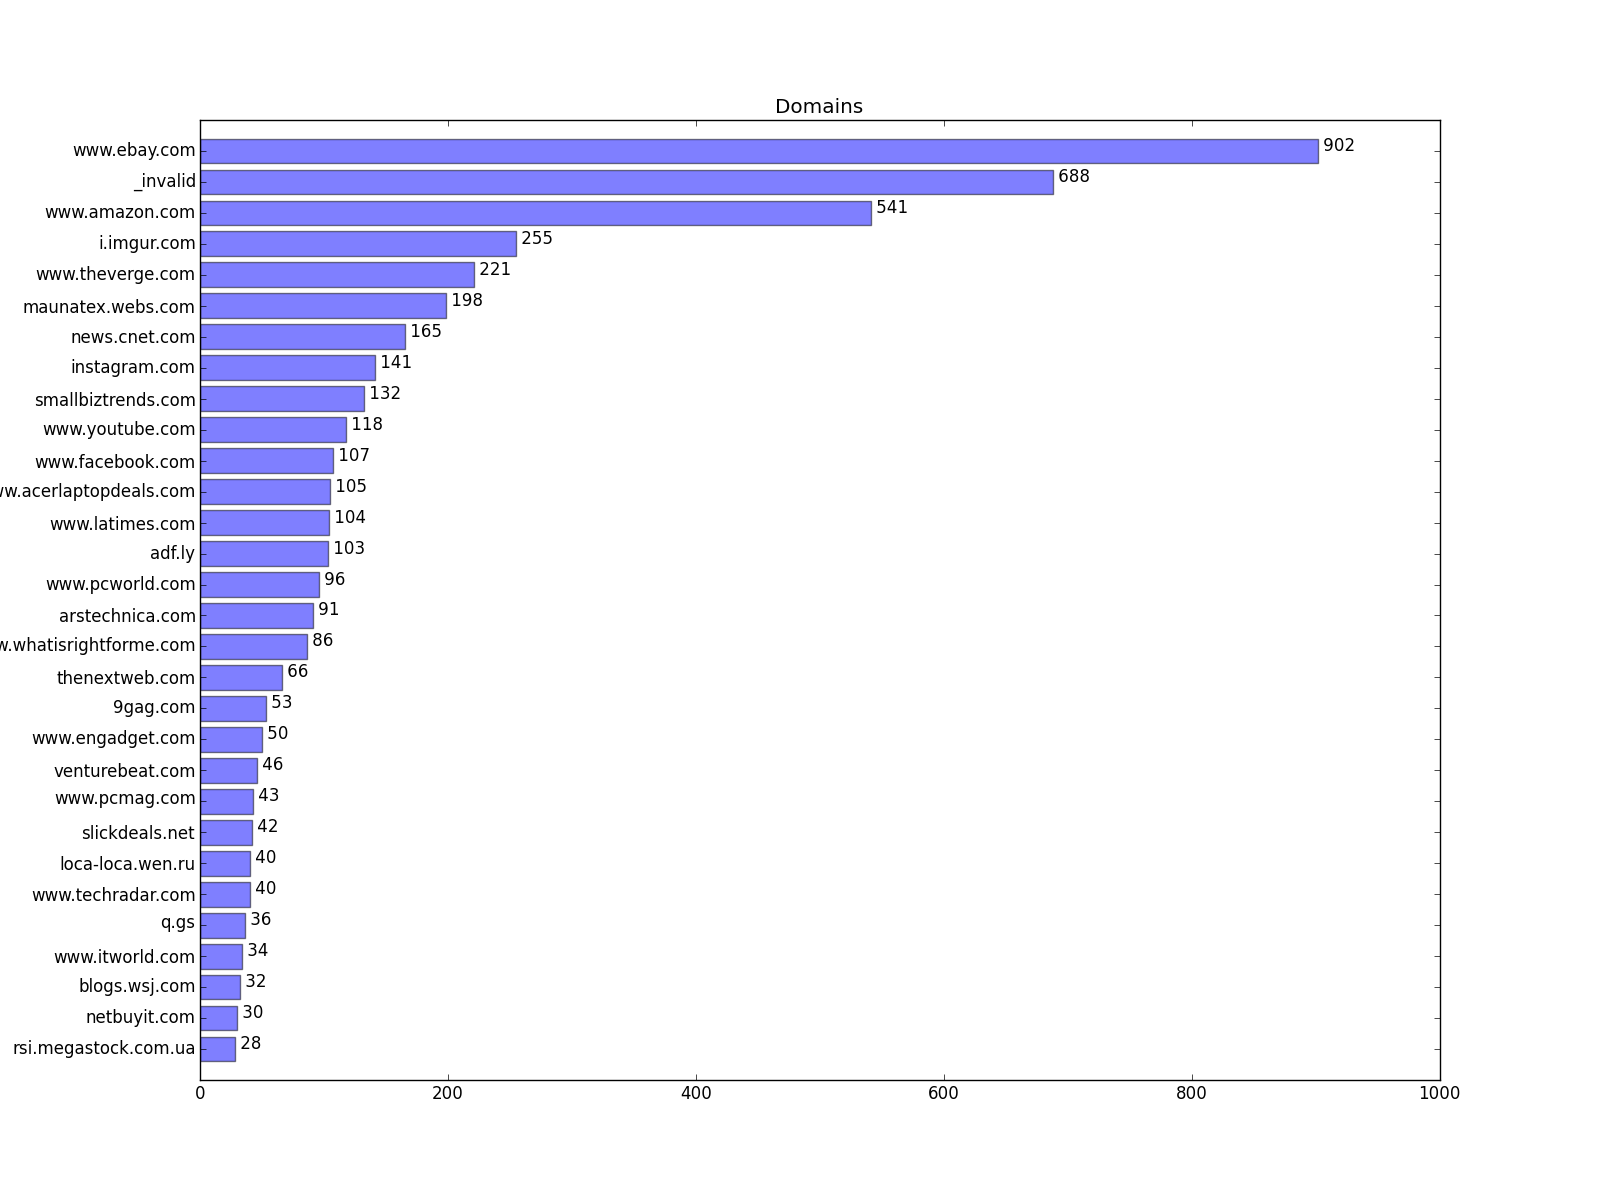 Domains
www.ebay.com 902
_invalid 688
www.amazon.com 541
i.imgur.com 255
www.theverge.com 221
maunatex.webs.com 198
news.cnet.com 165
instagram.com 141
smallbiztrends.com 132
www.youtube.com 118
www.facebook.com 107
w.acerlaptopdeals.com 105
www.latimes.com 104
adf.ly 103
www.pcworld.com 96
arstechnica.com 91
.whatisrightforme.com 86
thenextweb.com 66
9gag.com 53
www.engadget.com 50
venturebeat.com 46
www.pcmag.com 43
slickdeals.net 42
loca-loca.wen.ru 40
www.techradar.com 40
q.gs 36
www.itworld.com 34
blogs.wsj.com 32
netbuyit.com 30
rsi.megastock.com.ua 28
0 200 400 600 800 1000